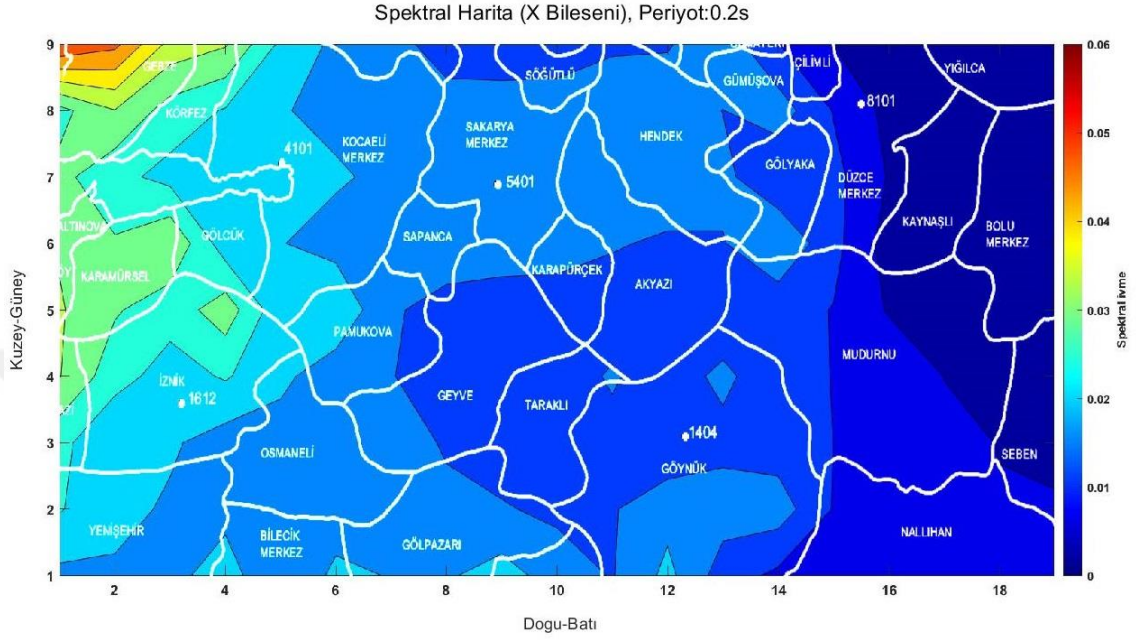 Spektral Harita (X Bileseni), Periyot:0.2s
9
8
7
6
5
4
3
2
1
Kuzey-Güney
GEBZE
KÖRFEZ
4101
KOCAELİ
MERKEZ
SÖĞÜTLÜ
SAKARYA
MERKEZ
5401
HENDEK
GÜMÜŞOVA
ÇİLİMLİ
8101
YIĞILCA
GÖLYAKA
DÜZCE
MERKEZ
KAYNAŞLI
BOLU
MERKEZ
ALTINOVA
GÖLCÜK
SAPANCA
KARAMÜRSEL
KARAPÜRÇEK
AKYAZI
PAMUKOVA
MUDURNU
İZNİK
1612
GEYVE
TARAKLI
1404
GÖYNÜK
OSMANELİ
SEBEN
YENİŞEHİR
BİLECİK
MERKEZ
GÖLPAZARI
NALLIHAN
2
4
6
8
10
12
14
16
18
Dogu-Batı
0.06
0.05
0.04
0.03
0.02
0.01
0
Spektral ivme